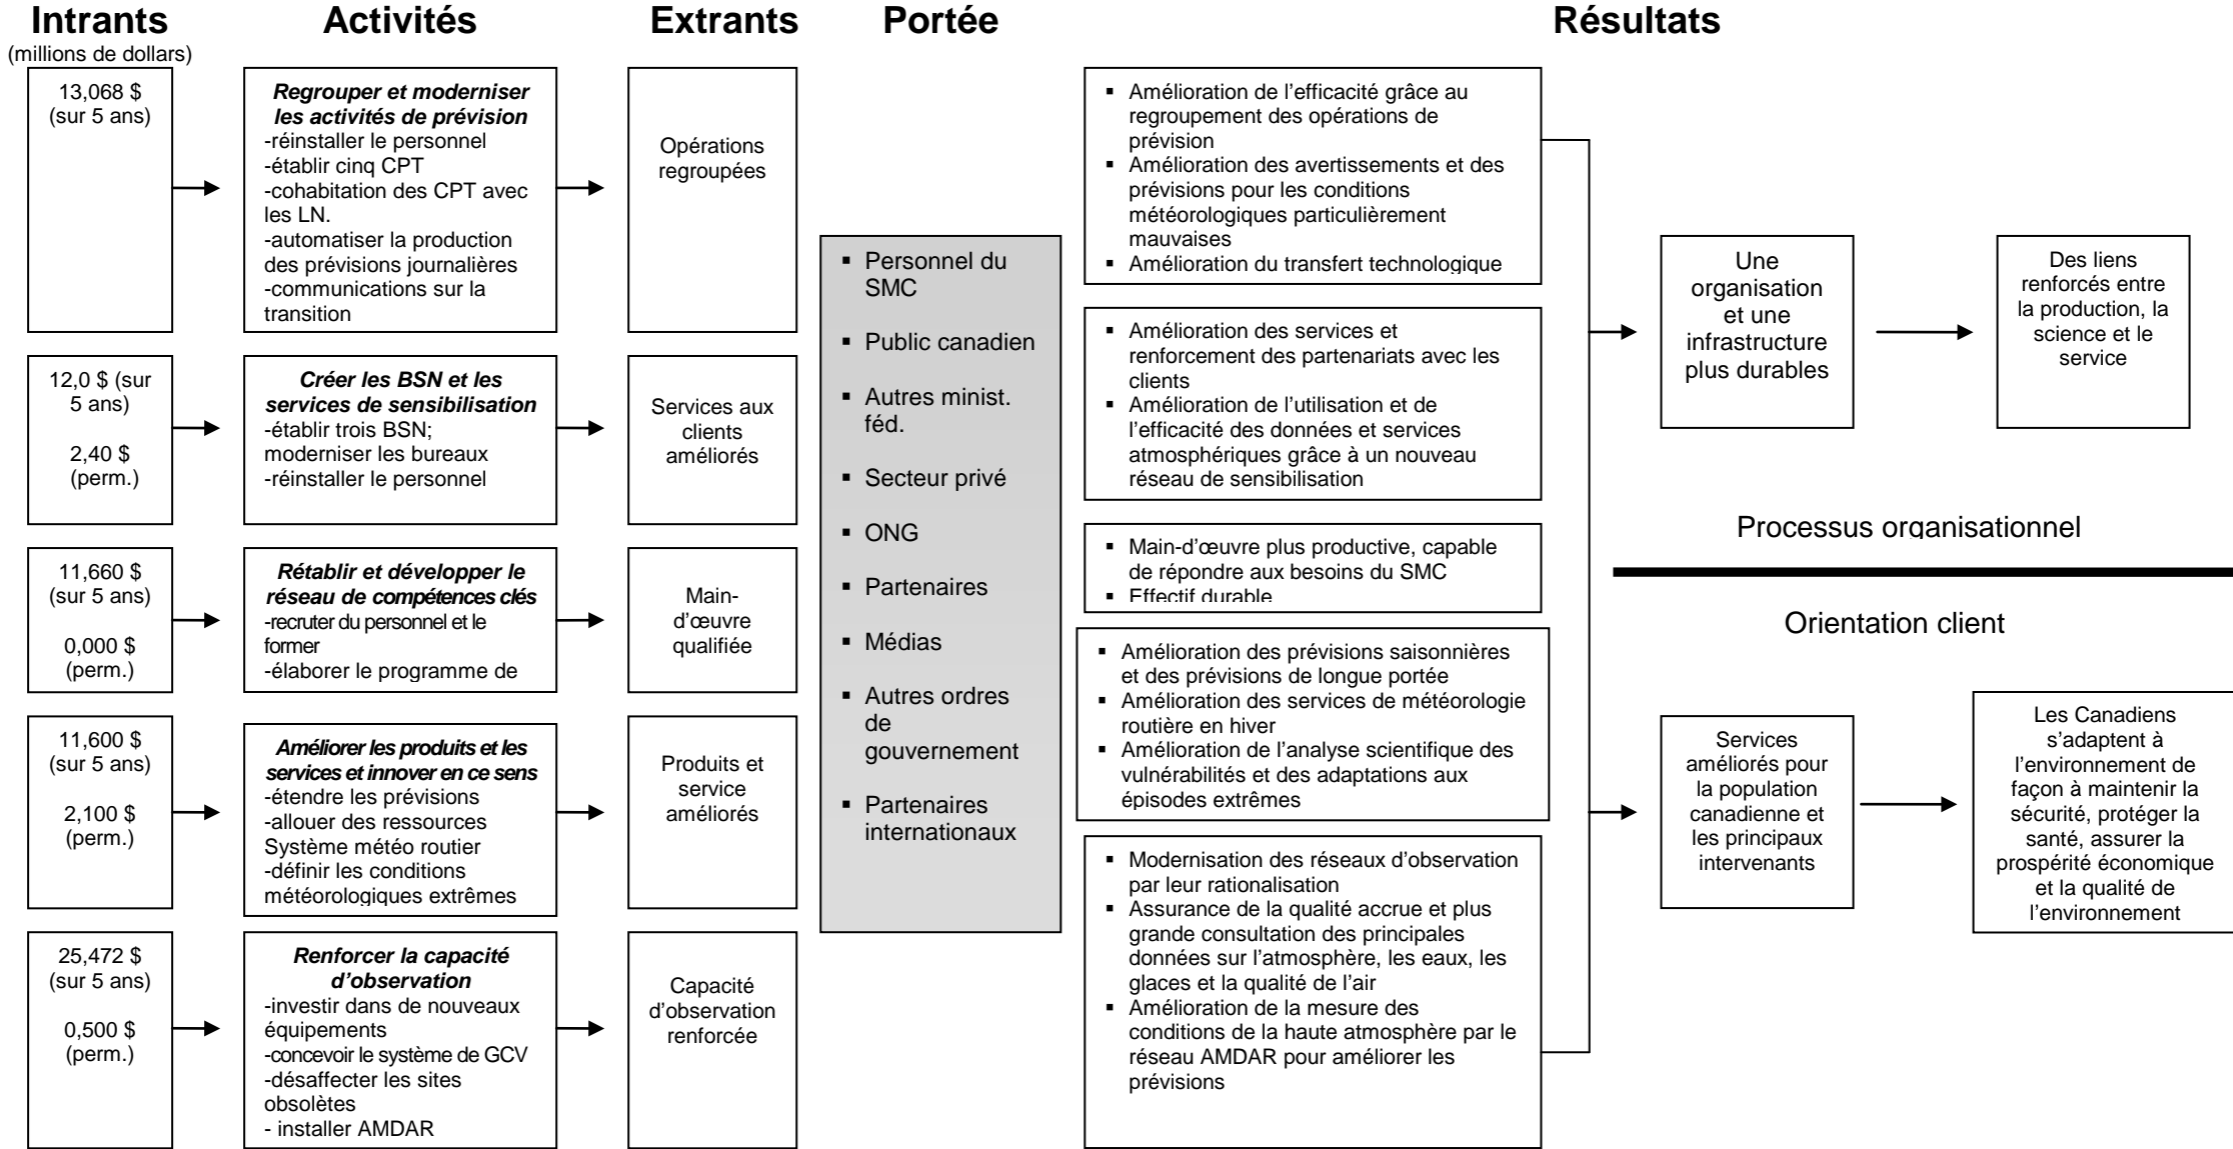 Intrants
(millions de dollars)
Activités
Extrants
Portée
Résultats
13,068 $
(sur 5 ans)
Regrouper et moderniser
les activités de prévision
-réinstaller le personnel
-établir cinq CPT
-cohabitation des CPT avec
les LN.
-automatiser la production
des prévisions journalières
-communications sur la
transition
Opérations
regroupées
12,0 $ (sur
5 ans)
2,40 $
(perm.)
Créer les BSN et les
services de sensibilisation
-établir trois BSN;
moderniser les bureaux
-réinstaller le personnel
Services aux
clients
améliorés
11,660 $
(sur 5 ans)
0,000 $
(perm.)
Rétablir et développer le
réseau de compétences clés
-recruter du personnel et le
former
-élaborer le programme de
Main-
d’œuvre
qualifiée
11,600 $
(sur 5 ans)
2,100 $
(perm.)
Améliorer les produits et les
services et innover en ce sens
-étendre les prévisions
-allouer des ressources
Système météo routier
-définir les conditions
météorologiques extrêmes
Produits et
service
améliorés
25,472 $
(sur 5 ans)
0,500 $
(perm.)
Renforcer la capacité
d’observation
-investir dans de nouveaux
équipements
-concevoir le système de GCV
-désaffecter les sites
obsolètes
- installer AMDAR
Capacité
d’observation
renforcée
▪ Personnel du
SMC
▪ Public canadien
▪ Autres minist.
féd.
▪ Secteur privé
▪ ONG
▪ Partenaires
▪ Médias
▪ Autres ordres
de
gouvernement
▪ Partenaires
internationaux
▪ Amélioration de l’efficacité grâce au
regroupement des opérations de
prévision
▪ Amélioration des avertissements et des
prévisions pour les conditions
météorologiques particulièrement
mauvaises
▪ Amélioration du transfert technologique
▪ Amélioration des services et
renforcement des partenariats avec les
clients
▪ Amélioration de l’utilisation et de
l’efficacité des données et services
atmosphériques grâce à un nouveau
réseau de sensibilisation
▪ Main-d’œuvre plus productive, capable
de répondre aux besoins du SMC
▪ Effectif durable
▪ Amélioration des prévisions saisonnières
et des prévisions de longue portée
▪ Amélioration des services de météorologie
routière en hiver
▪ Amélioration de l’analyse scientifique des
vulnérabilités et des adaptations aux
épisodes extrêmes
▪ Modernisation des réseaux d’observation
par leur rationalisation
▪ Assurance de la qualité accrue et plus
grande consultation des principales
données sur l’atmosphère, les eaux, les
glaces et la qualité de l’air
▪ Amélioration de la mesure des
conditions de la haute atmosphère par le
réseau AMDAR pour améliorer les
prévisions
Une
organisation
et une
infrastructure
plus durables
Des liens
renforcés entre
la production, la
science et le
service
Processus organisationnel
Orientation client
Services
améliorés pour
la population
canadienne et
les principaux
intervenants
Les Canadiens
s’adaptent à
l’environnement de
façon à maintenir la
sécurité, protéger la
santé, assurer la
prospérité économique
et la qualité de
l’environnement